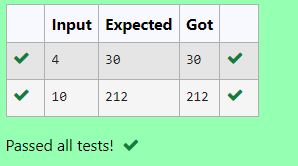 Input Expected Got
4 30 30
10 212 212
Passed all tests!